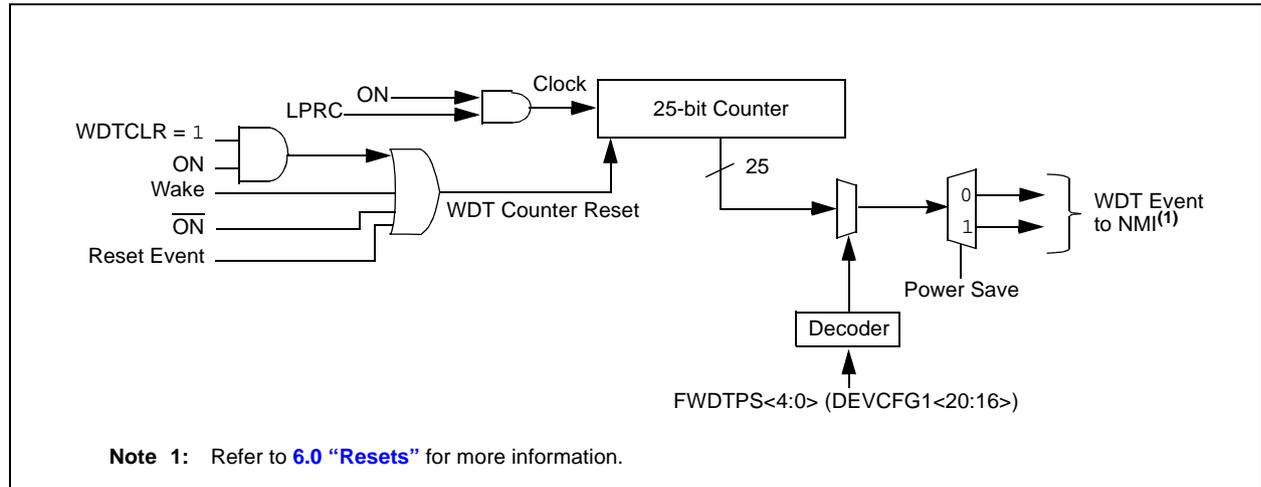 ON
LPRC
Clock
25-bit Counter
WDTCLR = 1
ON
Wake
ON
Reset Event
WDT Counter Reset
25
0
1
WDT Event
to NMI(1)
Power Save
Decoder
FWDTPS<4:0> (DEVCFG1<20:16>)
Note 1: Refer to 6.0 “Resets” for more information.